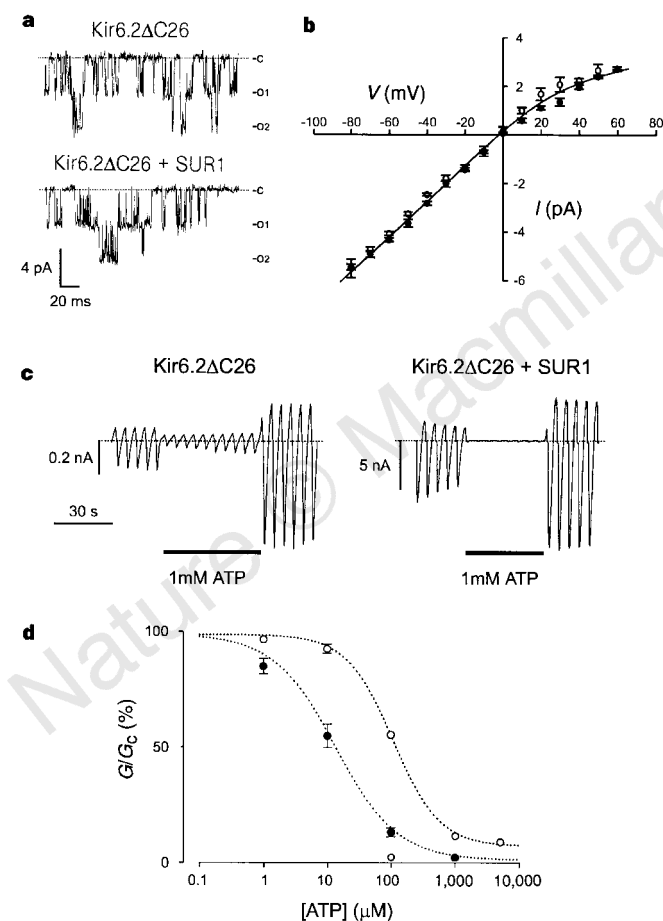 a
Kir6.2ΔC26
-C
-O1
-O2
Kir6.2ΔC26 + SUR1
-C
-O1
-O2
4 pA
20 ms
b
V (mV)
I (pA)
4
2
-2
-4
-6
-100 -80 -60 -40 -20 0 20 40 60 80
c
Kir6.2ΔC26
0.2 nA
30 s
1mM ATP
Kir6.2ΔC26 + SUR1
5 nA
1mM ATP
d
G/Gc (%)
100
50
0
0.1 1 10 100 1,000 10,000
[ATP] (μM)
Nature © Macmillan